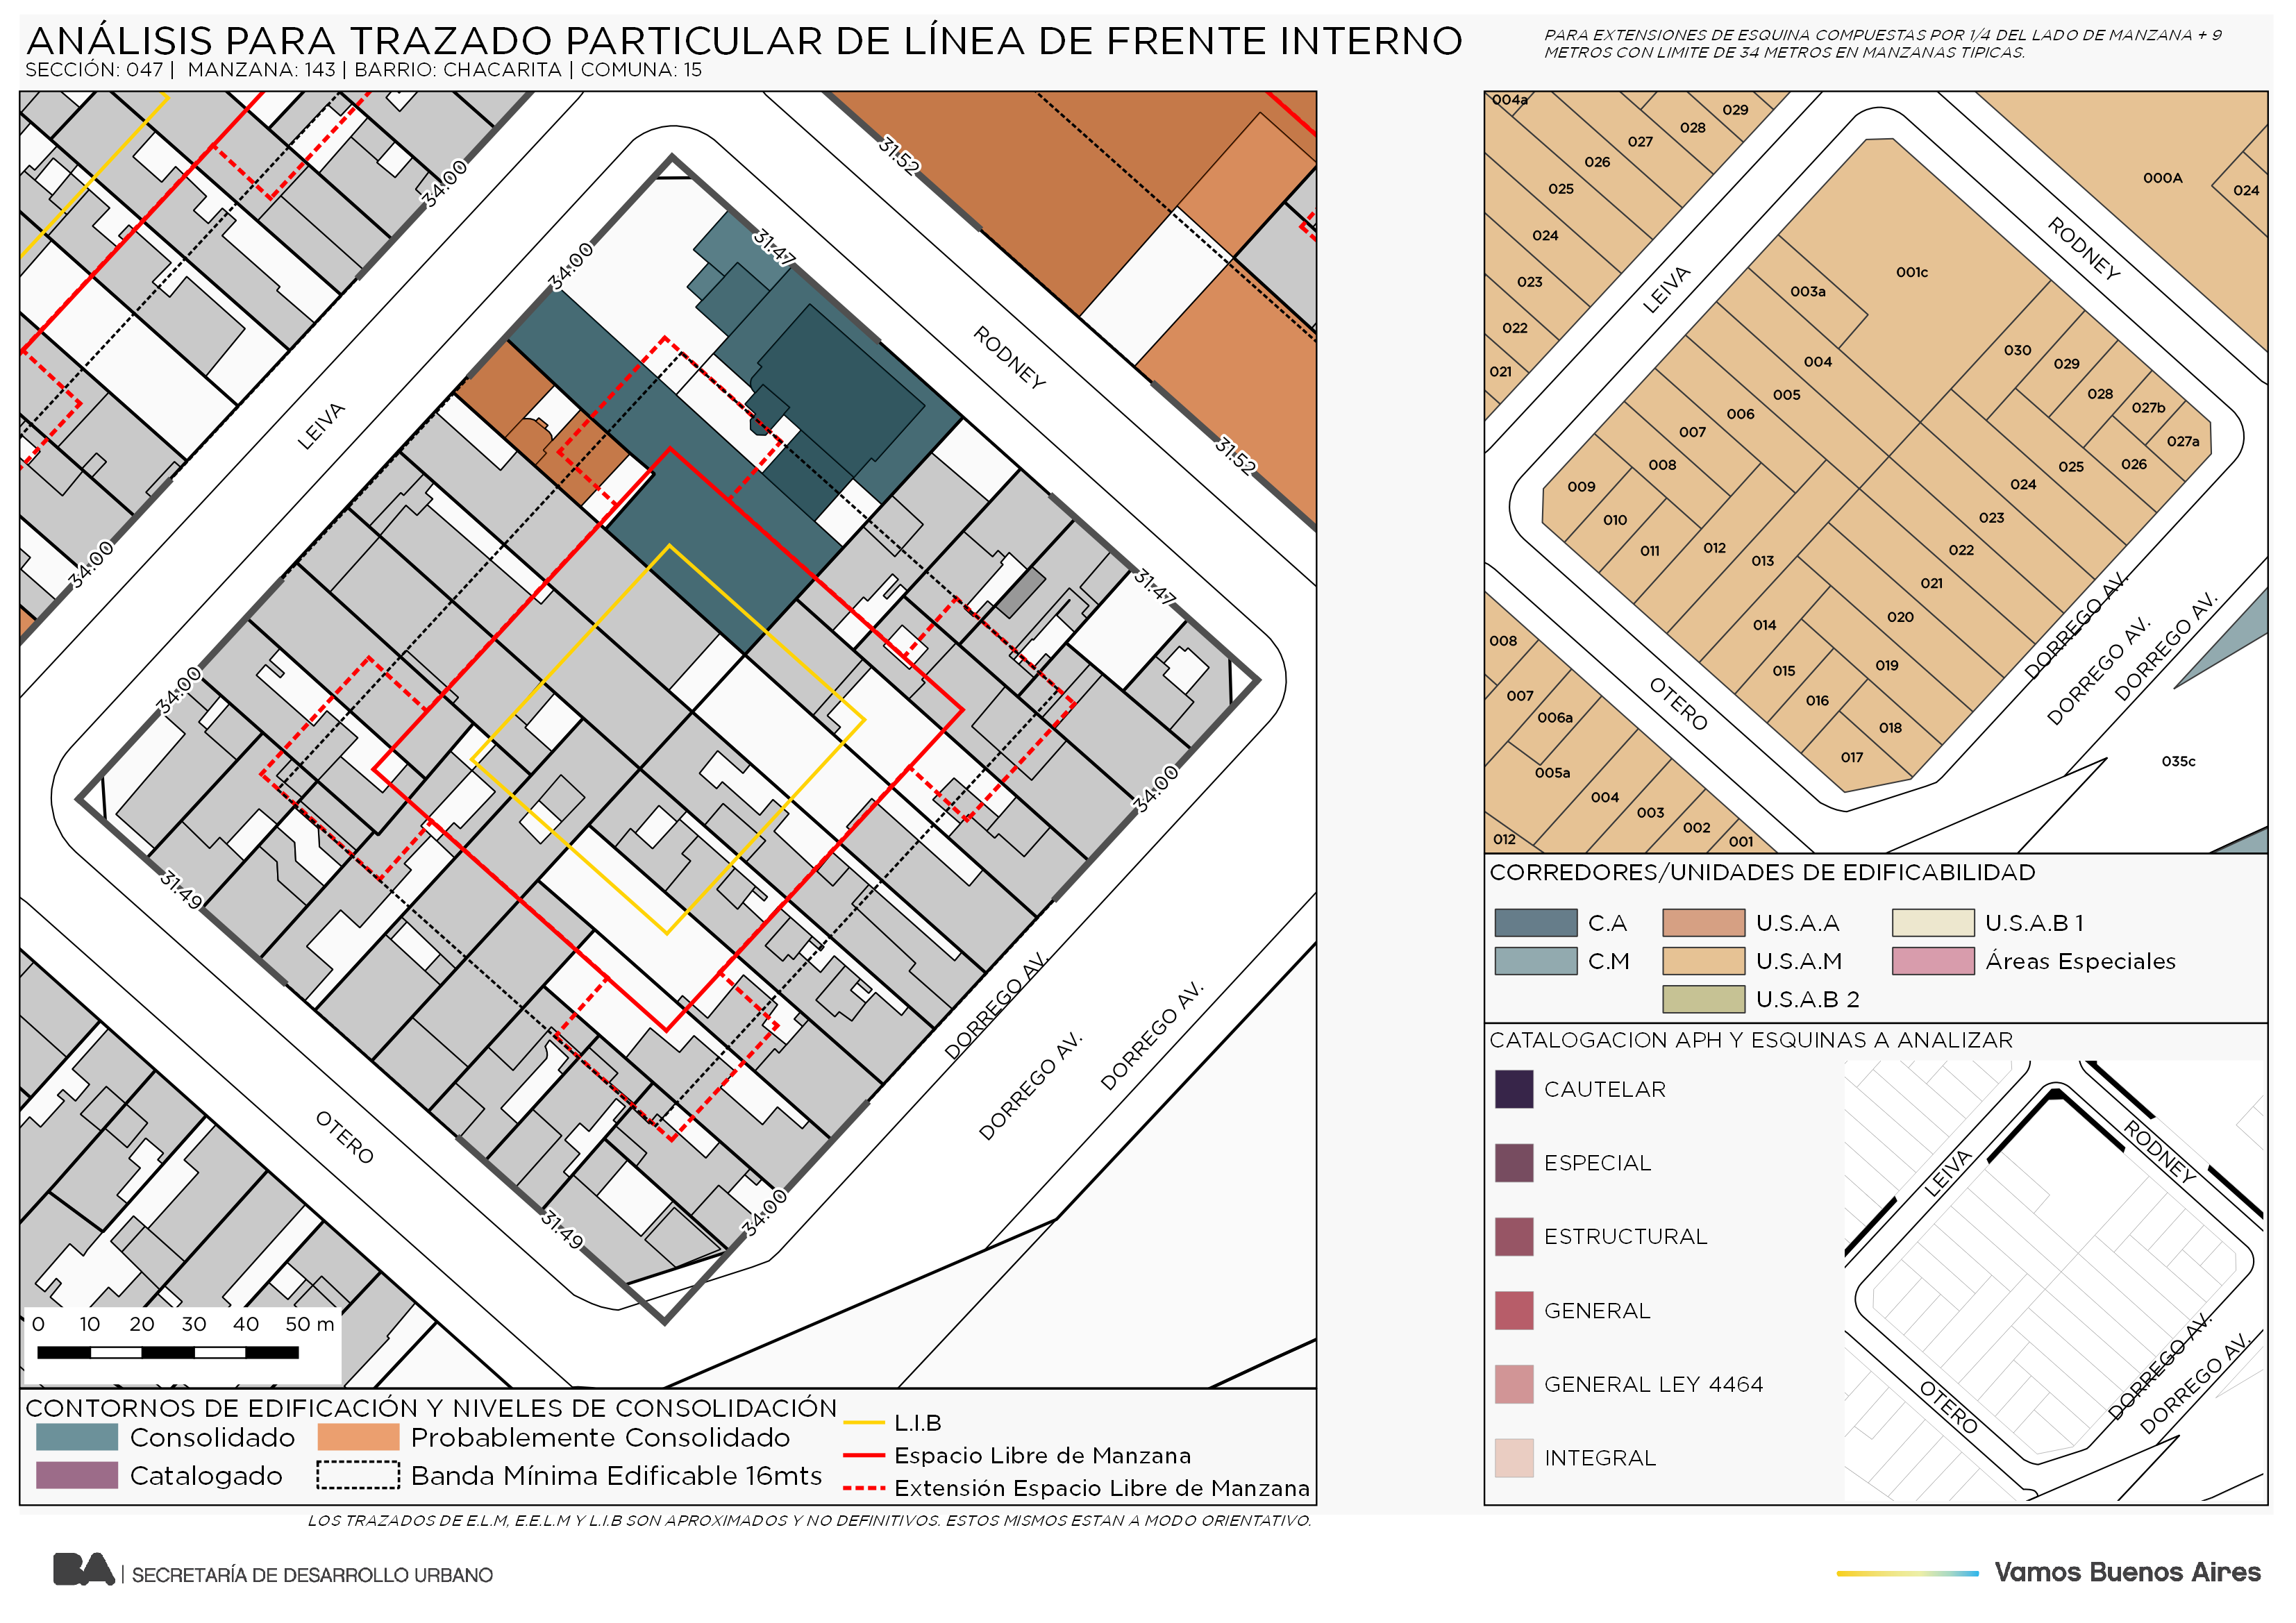 ANÁLISIS PARA TRAZADO PARTICULAR DE LÍNEA DE FRENTE INTERNO
SECCIÓN: 047 | MANZANA: 143 | BARRIO: CHACARITA | COMUNA: 15
PARA EXTENSIONES DE ESQUINA COMPUESTAS POR 1/4 DEL LADO DE MANZANA + 9
METROS CON LIMITE DE 34 METROS EN MANZANAS TIPICAS.
34:00
31.52
34:00
31.47
RODNEY
LEIVA
31.52
34:00
31.47
34:00
34:00
31.49
DORREGO AV.
DORREGO AV.
DORREGO AV.
OTERO
31.49
34:00
0 10 20 30 40 50 m
CONTORNOS DE EDIFICACIÓN Y NIVELES DE CONSOLIDACIÓN
Consolidado
Probablemente Consolidado
Catalogado
Banda Mínima Edificable 16mts
L.I.B
Espacio Libre de Manzana
Extensión Espacio Libre de Manzana
LOS TRAZADOS DE E.L.M, E.E.L.M Y L.I.B SON APROXIMADOS Y NO DEFINITIVOS. ESTOS MISMOS ESTAN A MODO ORIENTATIVO.
004a
029
028
027
026
025
024
023
022
021
000A
024
RODNEY
LEIVA
001c
003a
004
005
006
007
008
009
010
011
012
013
014
015
016
017
018
019
020
021
022
023
024
025
026
027a
027b
028
029
030
DORREGO AV.
DORREGO AV.
DORREGO AV.
OTERO
035c
008
007
006a
005a
004
003
002
001
012
CORREDORES/UNIDADES DE EDIFICABILIDAD
C.A
U.S.A.A
U.S.A.B 1
C.M
U.S.A.M
Áreas Especiales
U.S.A.B 2
CATALOGACION APH Y ESQUINAS A ANALIZAR
CAUTELAR
ESPECIAL
ESTRUCTURAL
GENERAL
GENERAL LEY 4464
INTEGRAL
RODNEY
LEIVA
OTERO
DORREGO AV.
DORREGO AV.
BA | SECRETARÍA DE DESARROLLO URBANO
Vamos Buenos Aires